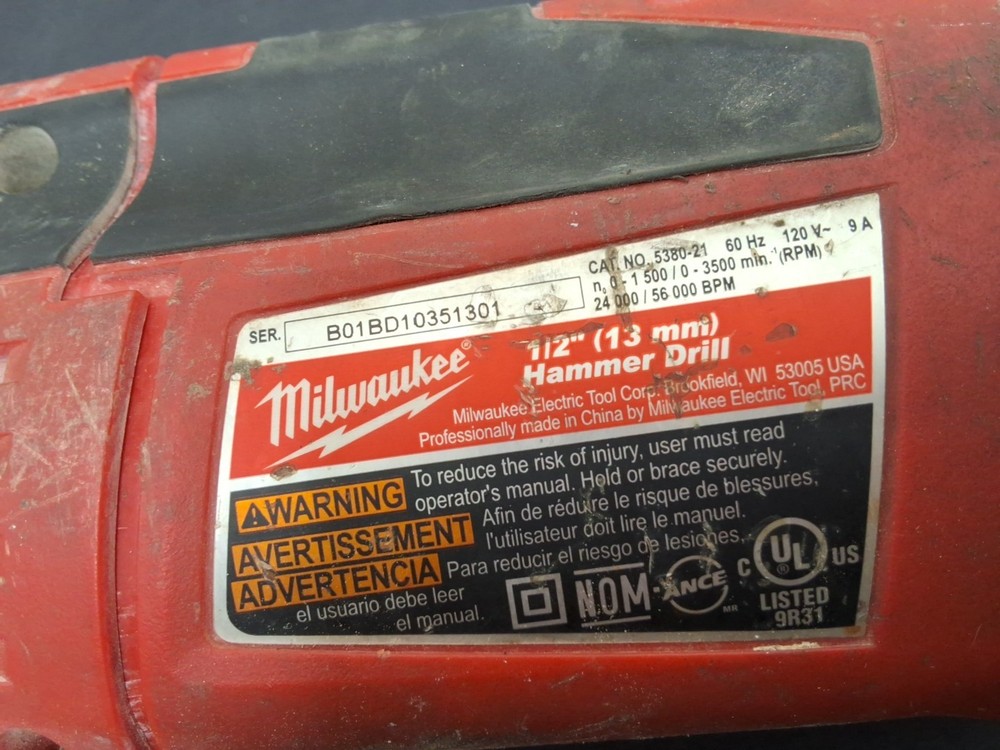 SER. B01BD10351301
CAT. NO. 5380-21 60 Hz 120 V~ 9 A
n₀ 0 - 1 500 / 0 - 3500 min.⁻¹ (RPM)
24 000 / 56 000 BPM
Milwaukee®
1/2" (13 mm)
Hammer Drill
Milwaukee Electric Tool Corp. Brookfield, WI 53005 USA
Professionally made in China by Milwaukee Electric Tool, PRC
WARNING To reduce the risk of injury, user must read
operator's manual. Hold or brace securely.
AVERTISSEMENT Afin de réduire le risque de blessures,
l'utilisateur doit lire le manuel.
ADVERTENCIA Para reducir el riesgo de lesiones,
el usuario debe leer
el manual.
NOM
ANCE
MR
C UL US
LISTED
9R31